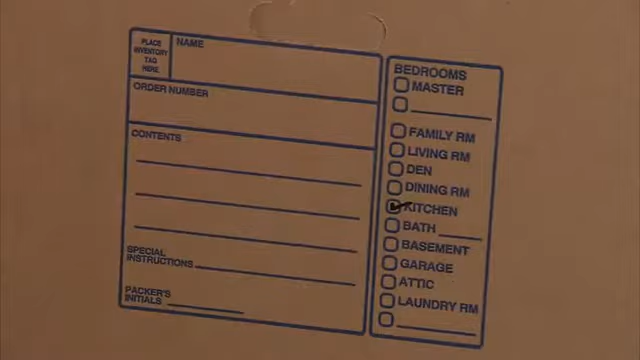 PLACE
INVENTORY
TAG
HERE.
NAME
ORDER NUMBER
CONTENTS
SPECIAL
INSTRUCTIONS
PACKER'S
INITIALS
BEDROOMS
MASTER
FAMILY RM
LIVING RM
DEN
DINING RM
KITCHEN
BATH
BASEMENT
GARAGE
ATTIC
LAUNDRY RM